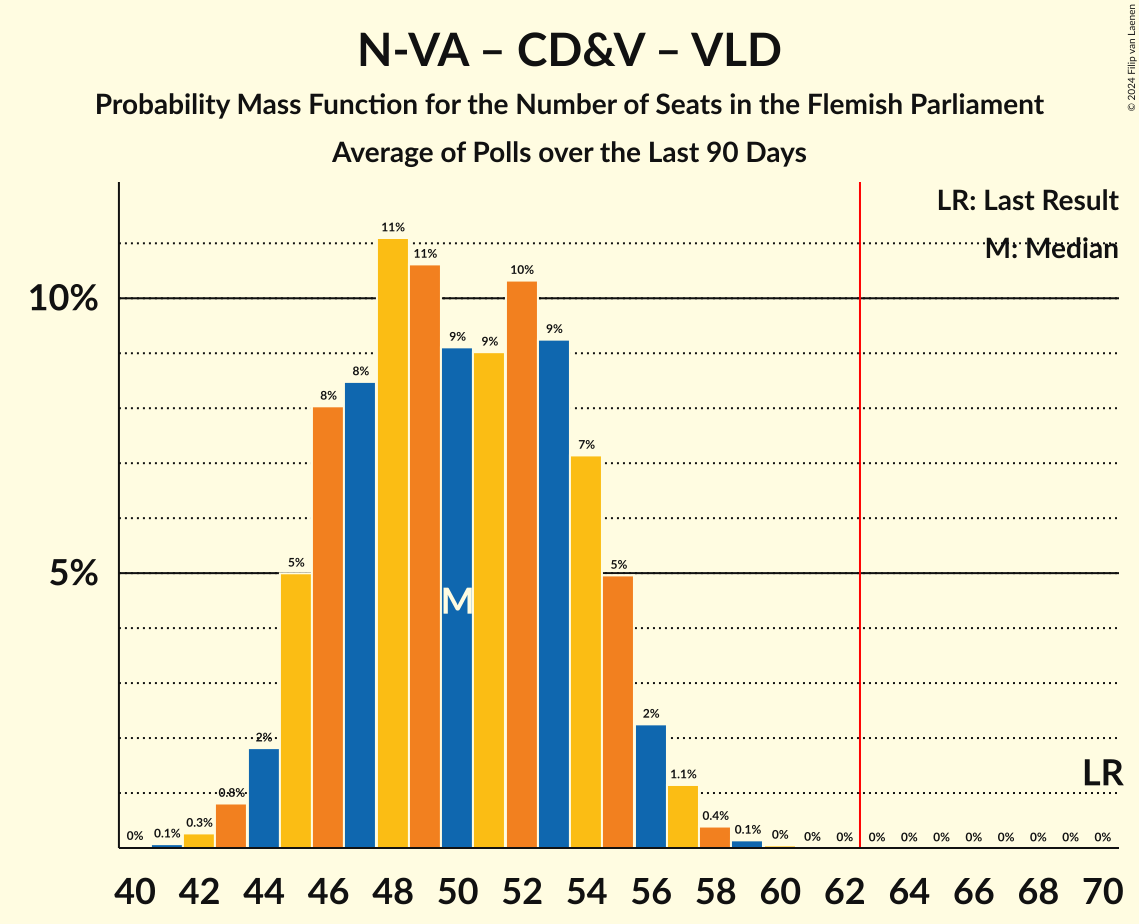 © 2024 Filip van Laenen
N-VA – CD&V – VLD
Probability Mass Function for the Number of Seats in the Flemish Parliament
Average of Polls over the Last 90 Days
LR: Last Result
M: Median
10%
5%
0% 0.1% 0.3% 0.8% 2% 5% 8% 8% 11% 11% 9% 9% 10% 9% 7% 5% 2% 1.1% 0.4% 0.1% 0% 0% 0% 0% 0% 0% 0% 0% 0% 0% 0%
M
LR
40 42 44 46 48 50 52 54 56 58 60 62 64 66 68 70